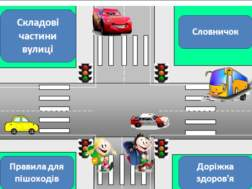 Складові
частини
вулиці
Словничок
Правила для
пішоходів
Доріжка
здоров'я